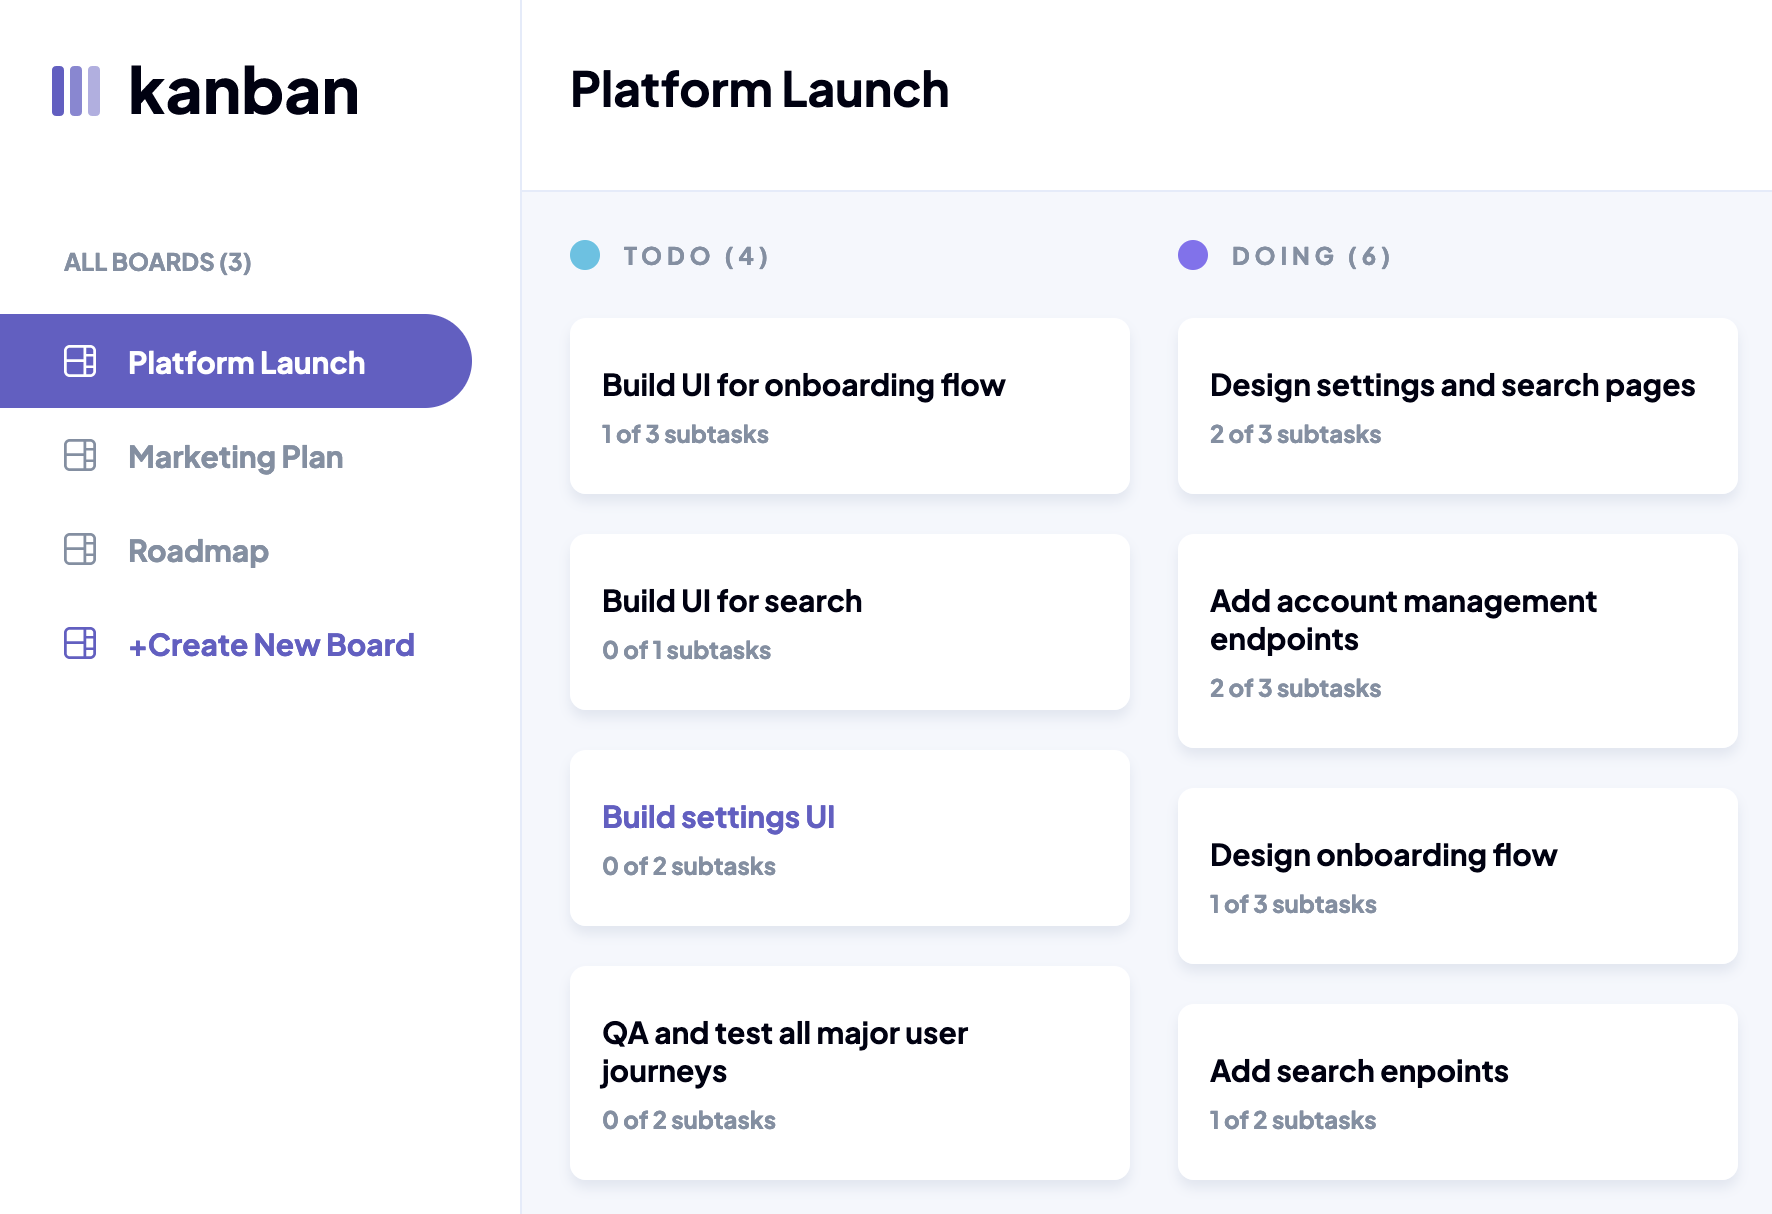 kanban
ALL BOARDS (3)
Platform Launch
Marketing Plan
Roadmap
+Create New Board
Platform Launch
TODO (4)
Build UI for onboarding flow
1 of 3 subtasks
Build UI for search
0 of 1 subtasks
Build settings UI
0 of 2 subtasks
QA and test all major user
journeys
0 of 2 subtasks
DOING (6)
Design settings and search pages
2 of 3 subtasks
Add account management
endpoints
2 of 3 subtasks
Design onboarding flow
1 of 3 subtasks
Add search enpoints
1 of 2 subtasks